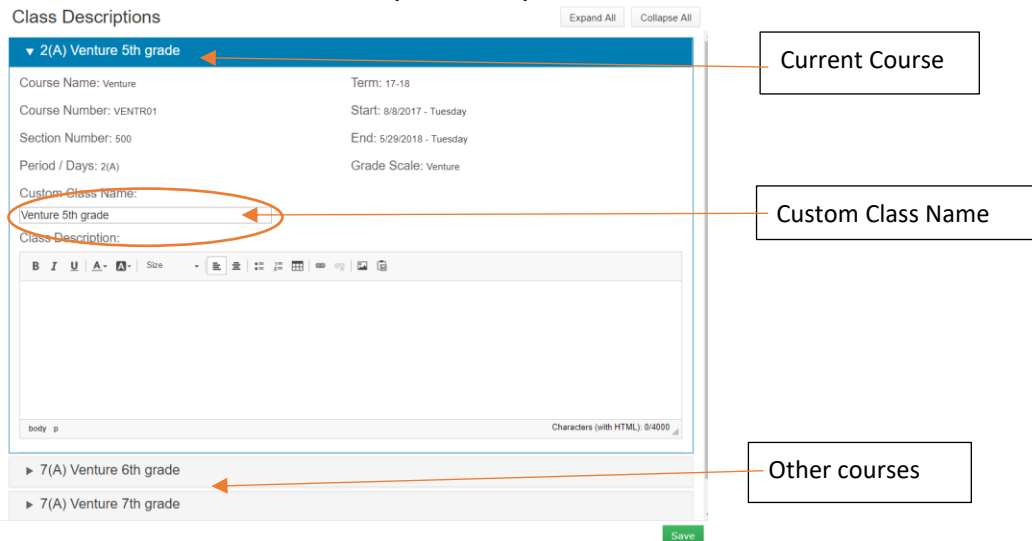 Class Descriptions
Expand All
Collapse All
2(A) Venture 5th grade
Current Course
Course Name: Venture
Term: 17-18
Course Number: VENTR01
Start: 8/8/2017 - Tuesday
Section Number: 500
End: 5/29/2018 - Tuesday
Period / Days: 2(A)
Grade Scale: Venture
Custom Class Name:
Venture 5th grade
Custom Class Name
Class Description:
B I U A A Size
body p
Characters (with HTML): 0/4000
7(A) Venture 6th grade
Other courses
7(A) Venture 7th grade
Save